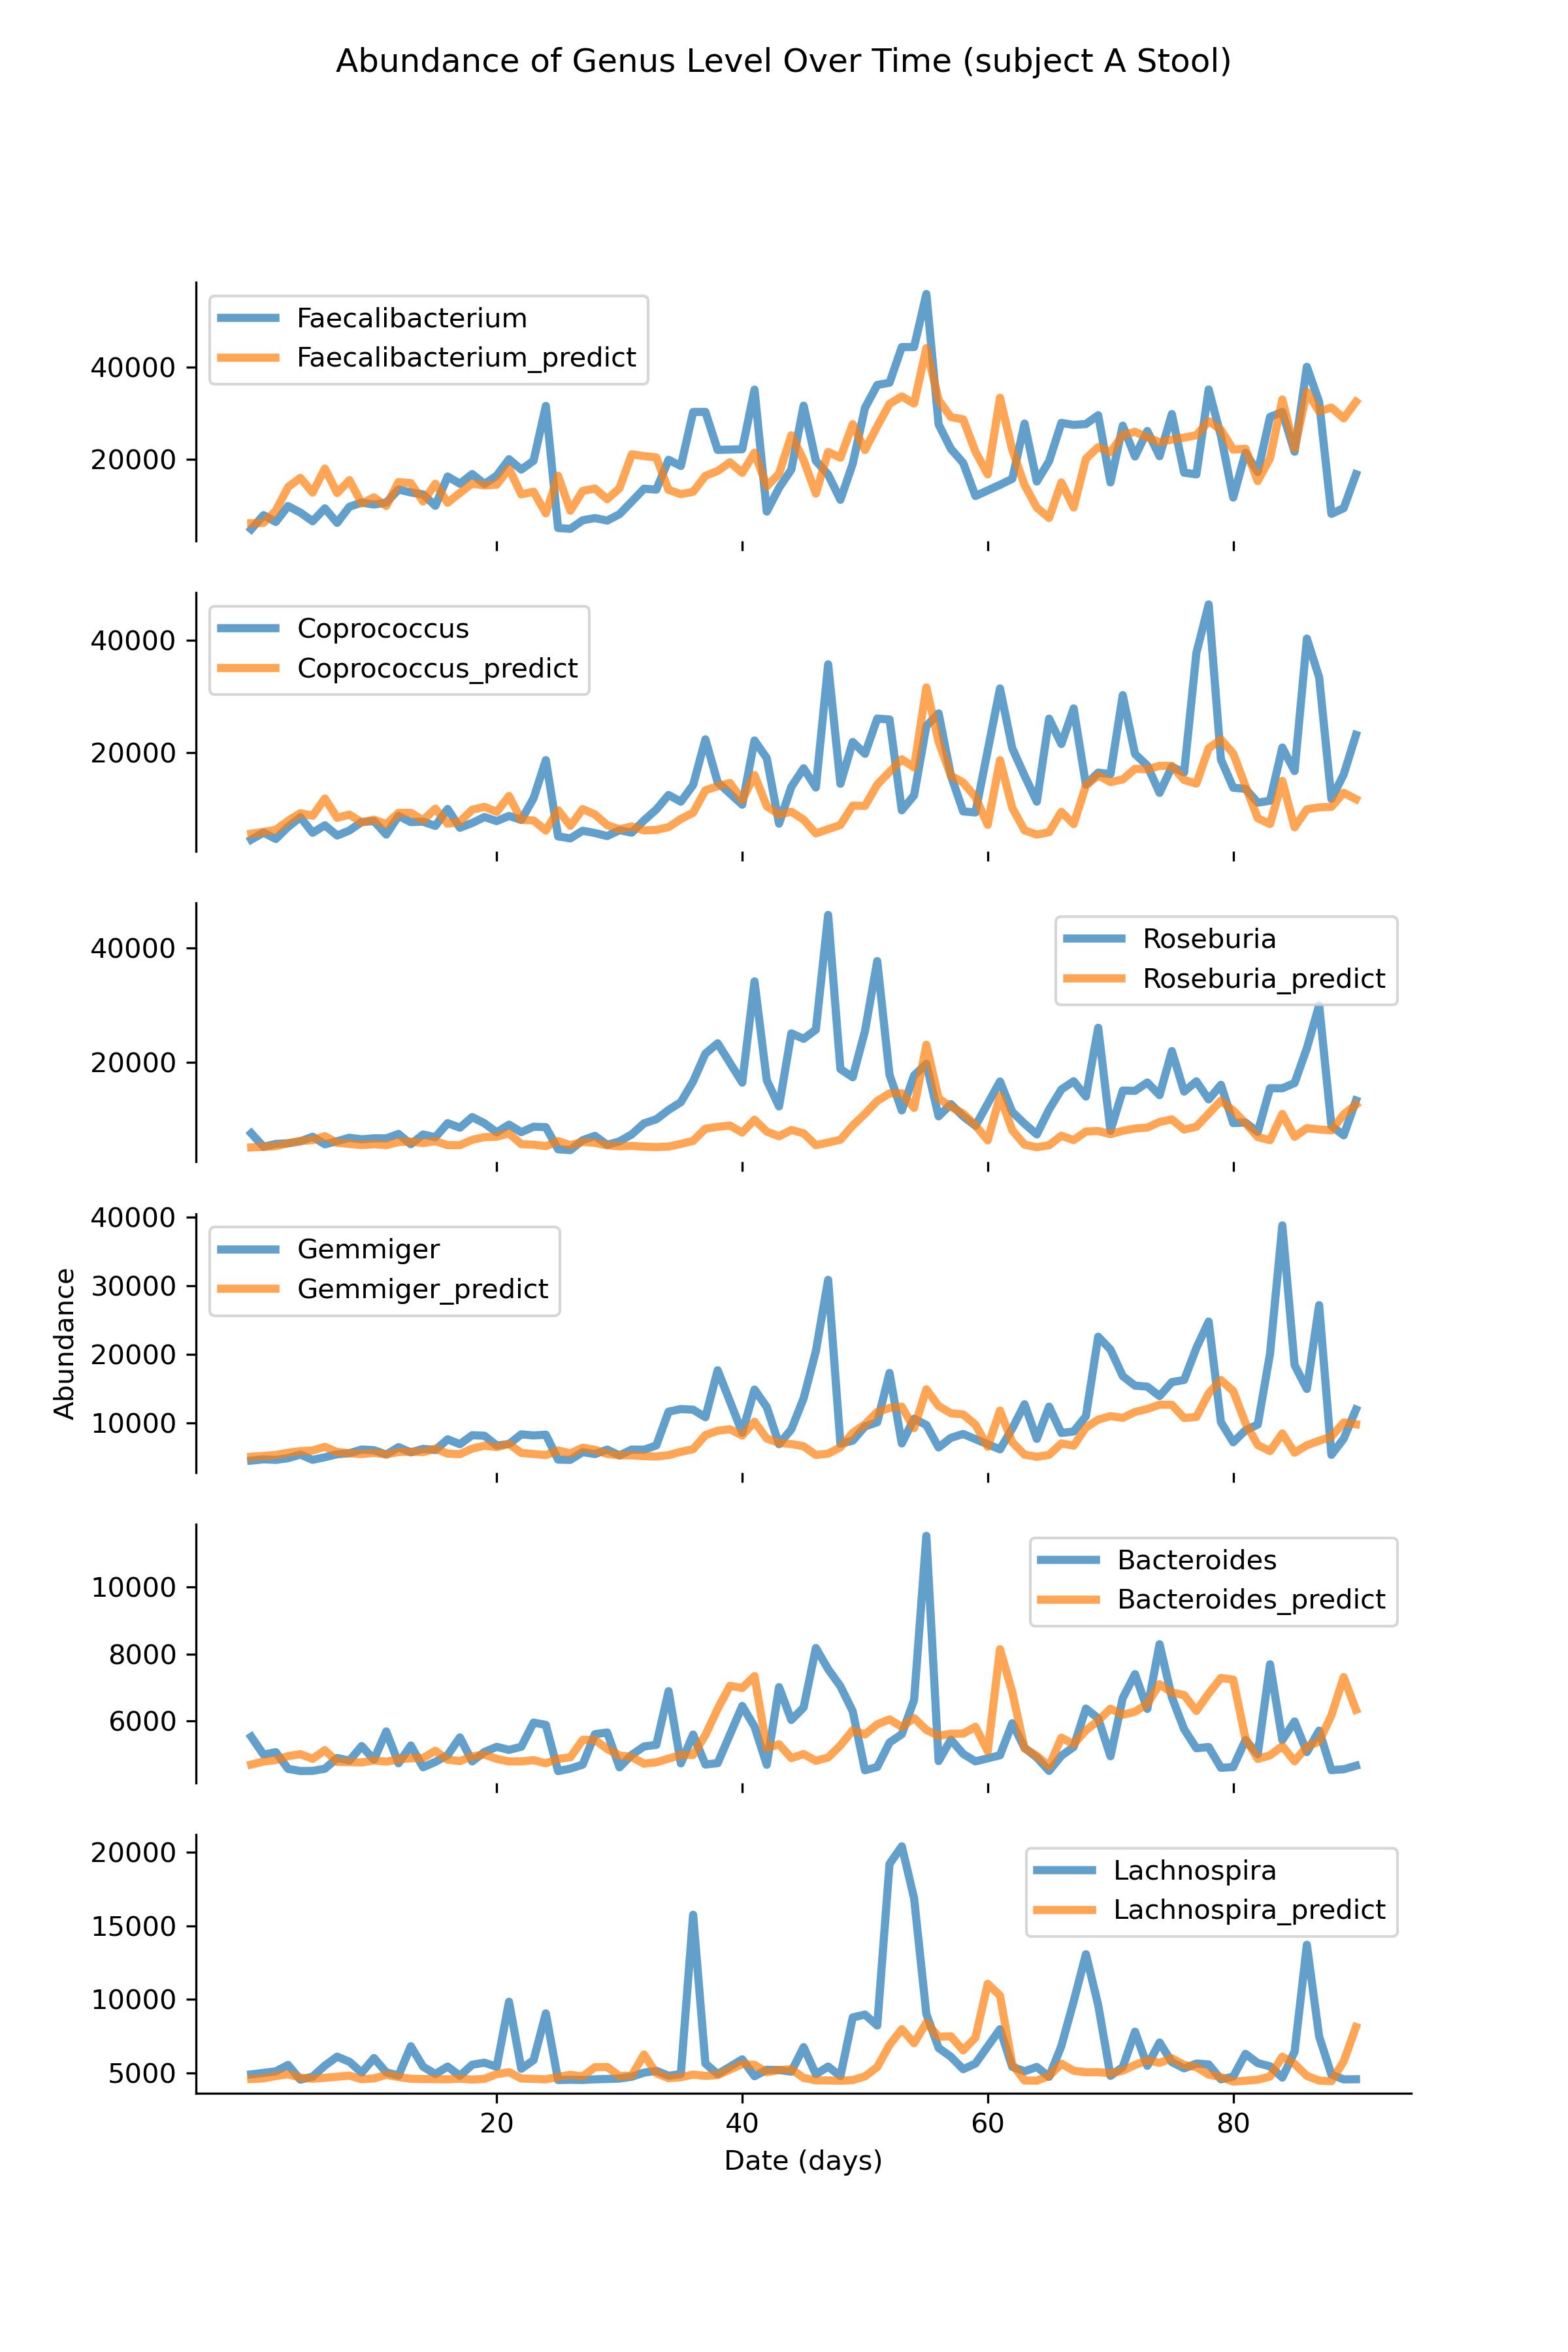 Abundance of Genus Level Over Time (subject A Stool)
Faecalibacterium
Faecalibacterium_predict
40000
20000
Coprococcus
Coprococcus_predict
40000
20000
Roseburia
Roseburia_predict
40000
20000
Gemmiger
Gemmiger_predict
40000
30000
20000
10000
Abundance
Bacteroides
Bacteroides_predict
10000
8000
6000
Lachnospira
Lachnospira_predict
20000
15000
10000
5000
20 40 60 80
Date (days)